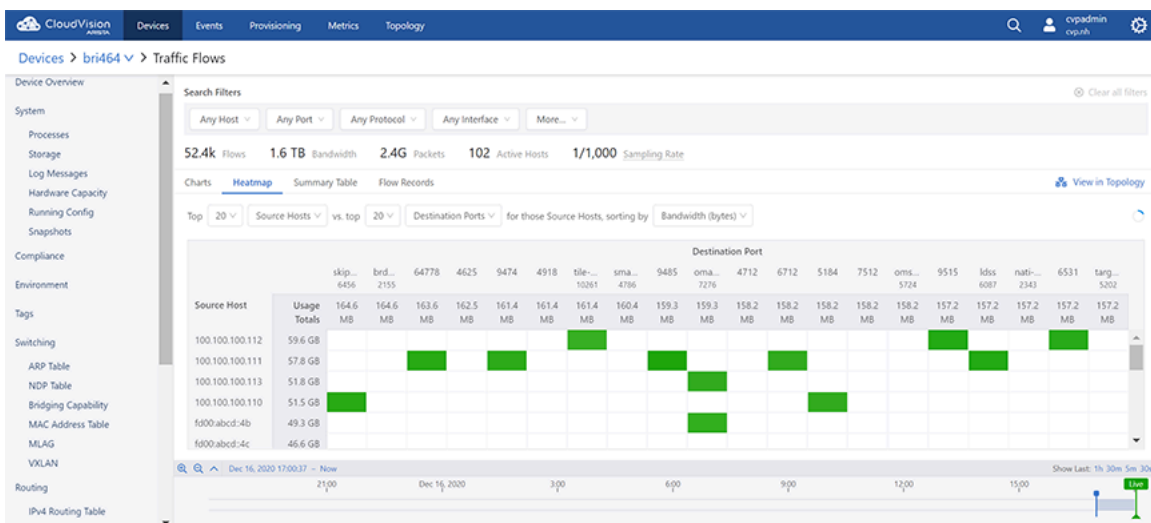 CloudVision
ARISTA
Devices
Events
Provisioning
Metrics
Topology
cvpadmin
cvp.nh
Devices > bri464 > Traffic Flows
Device Overview
System
Processes
Storage
Log Messages
Hardware Capacity
Running Config
Snapshots
Compliance
Environment
Tags
Switching
ARP Table
NDP Table
Bridging Capability
MAC Address Table
MLAG
VXLAN
Routing
IPv4 Routing Table
Search Filters
Clear all filters
Any Host
Any Port
Any Protocol
Any Interface
More...
52.4k Flows 1.6 TB Bandwidth 2.4G Packets 102 Active Hosts 1/1,000 Sampling Rate
Charts Heatmap Summary Table Flow Records View in Topology
Top 20 Source Hosts vs. top 20 Destination Ports for those Source Hosts, sorting by Bandwidth (bytes)
Destination Port
skip... brd... 64778 4625 9474 4918 tile-... sma... 9485 oma... 4712 6712 5184 7512 oms... 9515 ldss nati-... 6531 targ...
6456 2155 10261 4786 7276 5724 6087 2343 5202
Source Host Usage 164.6 164.6 163.6 162.5 161.4 161.4 161.4 160.4 159.3 159.3 158.2 158.2 158.2 158.2 158.2 157.2 157.2 157.2 157.2 157.2
Totals MB MB MB MB MB MB MB MB MB MB MB MB MB MB MB MB MB MB MB MB
100.100.100.112 59.6 GB
100.100.100.111 57.8 GB
100.100.100.113 51.8 GB
100.100.100.110 51.5 GB
fd00:abcd::4b 49.3 GB
fd00:abcd::4c 46.6 GB
Dec 16, 2020 17:00:37 - Now
Show Last: 1h 30m 5m 30s
21:00 Dec 16, 2020 3:00 6:00 9:00 12:00 15:00 Live